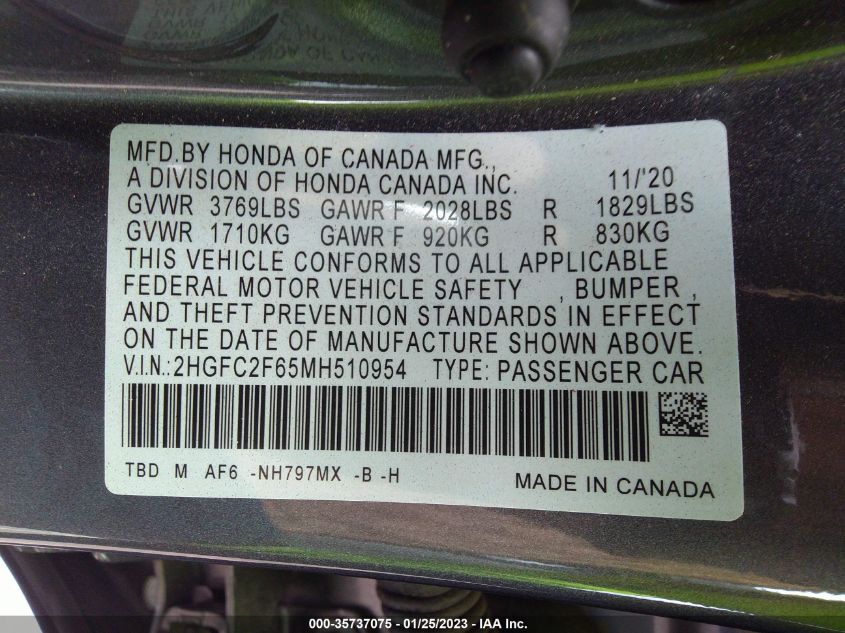 MFD.BY HONDA OF CANADA MFG.,
A DIVISION OF HONDA CANADA INC. 11/'20
GVWR 3769LBS GAWR F 2028LBS R 1829LBS
GVWR 1710KG GAWR F 920KG R 830KG
THIS VEHICLE CONFORMS TO ALL APPLICABLE
FEDERAL MOTOR VEHICLE SAFETY , BUMPER ,
AND THEFT PREVENTION STANDARDS IN EFFECT
ON THE DATE OF MANUFACTURE SHOWN ABOVE.
V.I.N.: 2HGFC2F65MH510954 TYPE: PASSENGER CAR
TBD M AF6 -NH797MX -B -H MADE IN CANADA
000-35737075 — 01/25/2023 — IAA Inc.